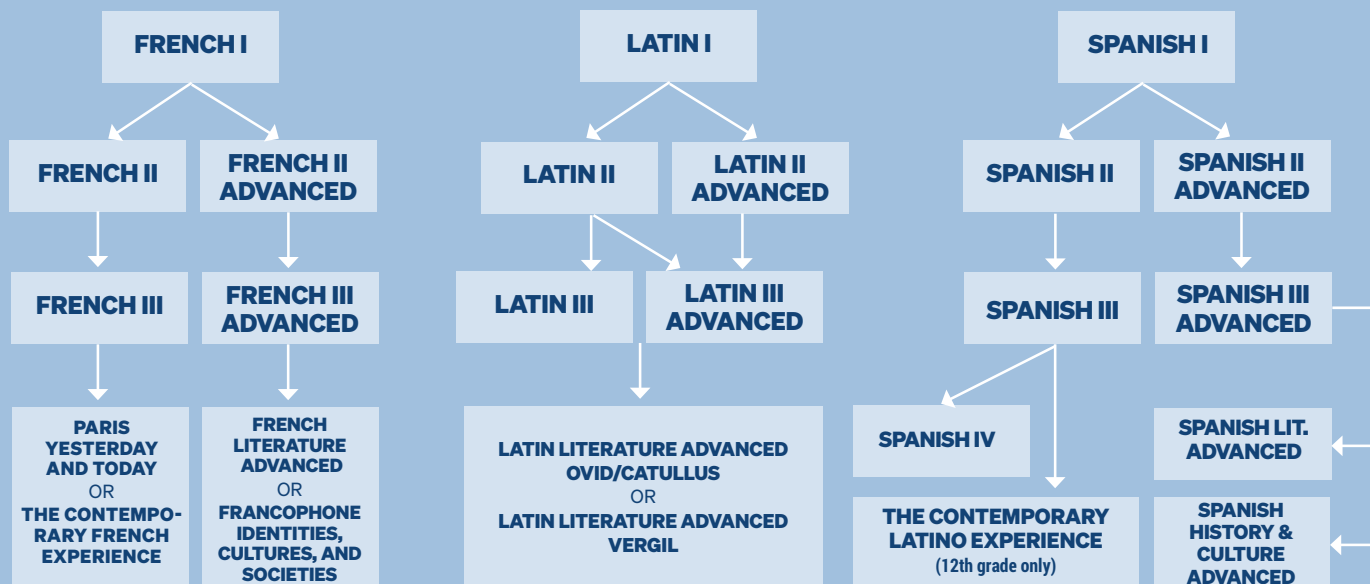 FRENCH I
FRENCH II
FRENCH II
ADVANCED
FRENCH III
FRENCH III
ADVANCED
PARIS
YESTERDAY
AND TODAY
OR
THE CONTEMPO-
RARY FRENCH
EXPERIENCE
FRENCH
LITERATURE
ADVANCED
OR
FRANCOPHONE
IDENTITIES,
CULTURES, AND
SOCIETIES
LATIN I
LATIN II
LATIN II
ADVANCED
LATIN III
LATIN III
ADVANCED
LATIN LITERATURE ADVANCED
OVID/CATULLUS
OR
LATIN LITERATURE ADVANCED
VERGIL
SPANISH I
SPANISH II
SPANISH II
ADVANCED
SPANISH III
SPANISH III
ADVANCED
SPANISH IV
SPANISH LIT.
ADVANCED
THE CONTEMPORARY
LATINO EXPERIENCE
(12th grade only)
SPANISH
HISTORY &
CULTURE
ADVANCED